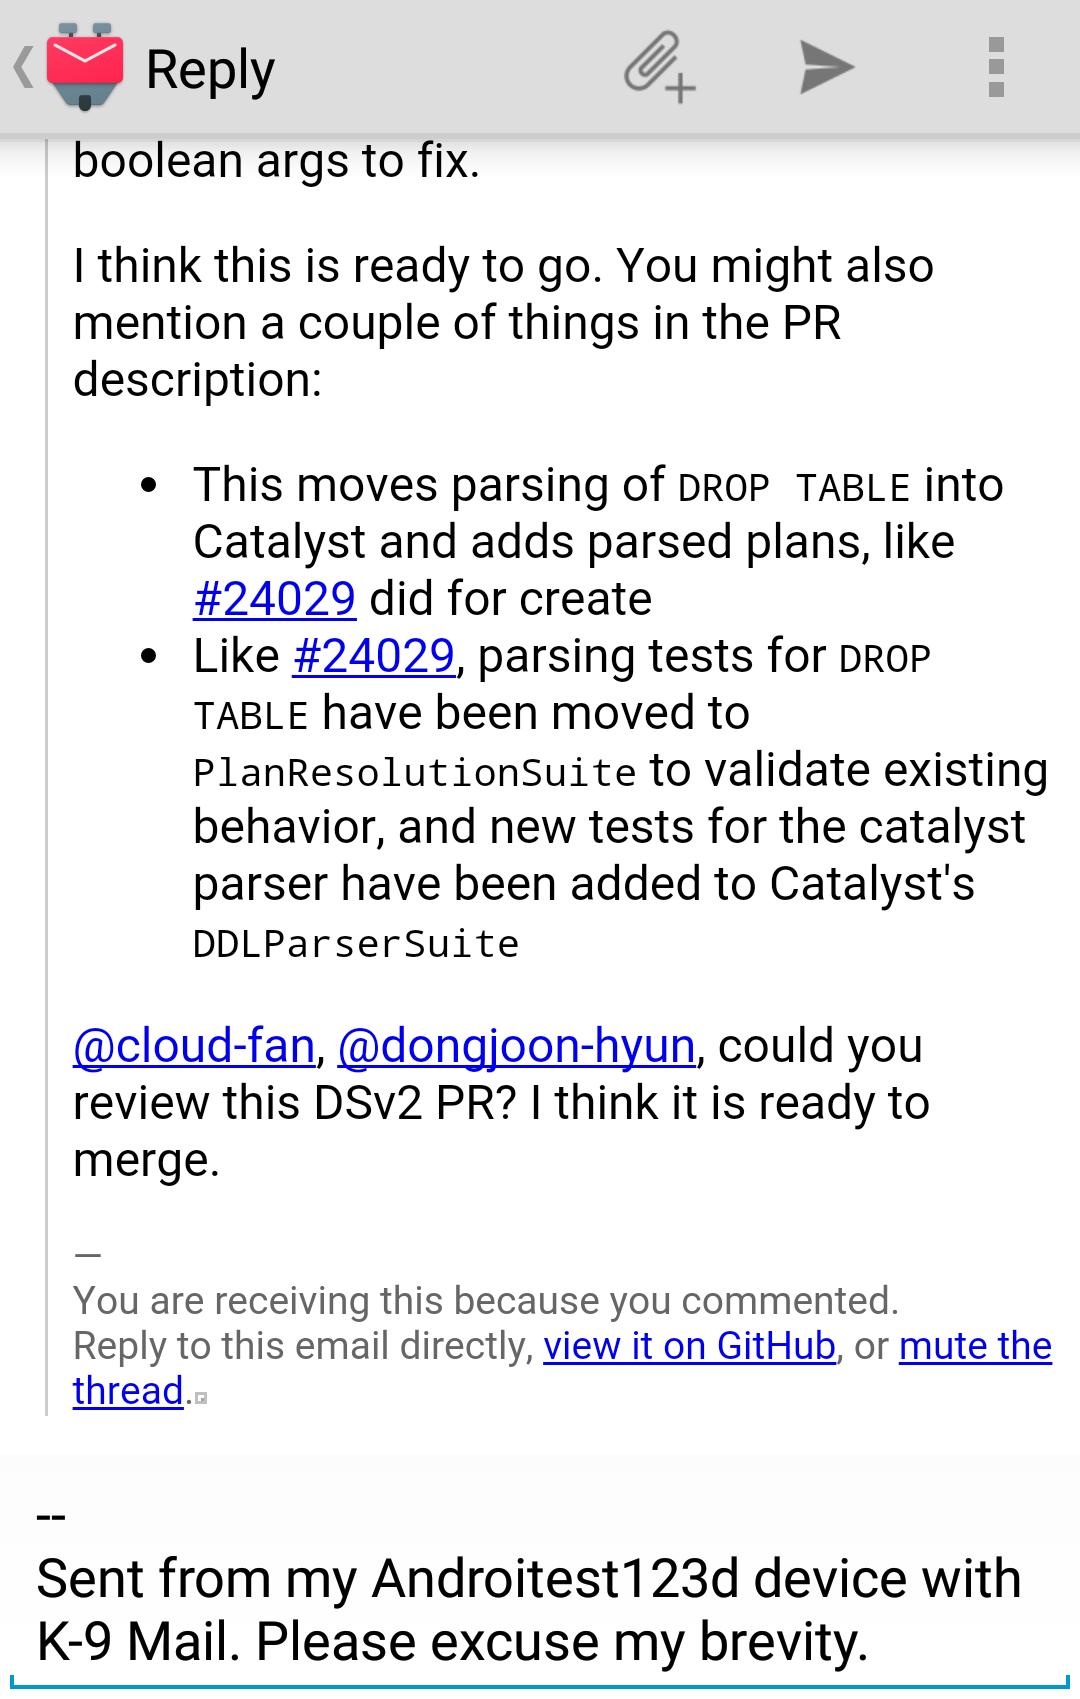 Reply
boolean args to fix.
I think this is ready to go. You might also
mention a couple of things in the PR
description:
• This moves parsing of DROP TABLE into
Catalyst and adds parsed plans, like
#24029 did for create
• Like #24029, parsing tests for DROP
TABLE have been moved to
PlanResolutionSuite to validate existing
behavior, and new tests for the catalyst
parser have been added to Catalyst's
DDLParserSuite
@cloud-fan, @dongjoon-hyun, could you
review this DSv2 PR? I think it is ready to
merge.
—
You are receiving this because you commented.
Reply to this email directly, view it on GitHub, or mute the
thread.
--
Sent from my Androitest123d device with
K-9 Mail. Please excuse my brevity.